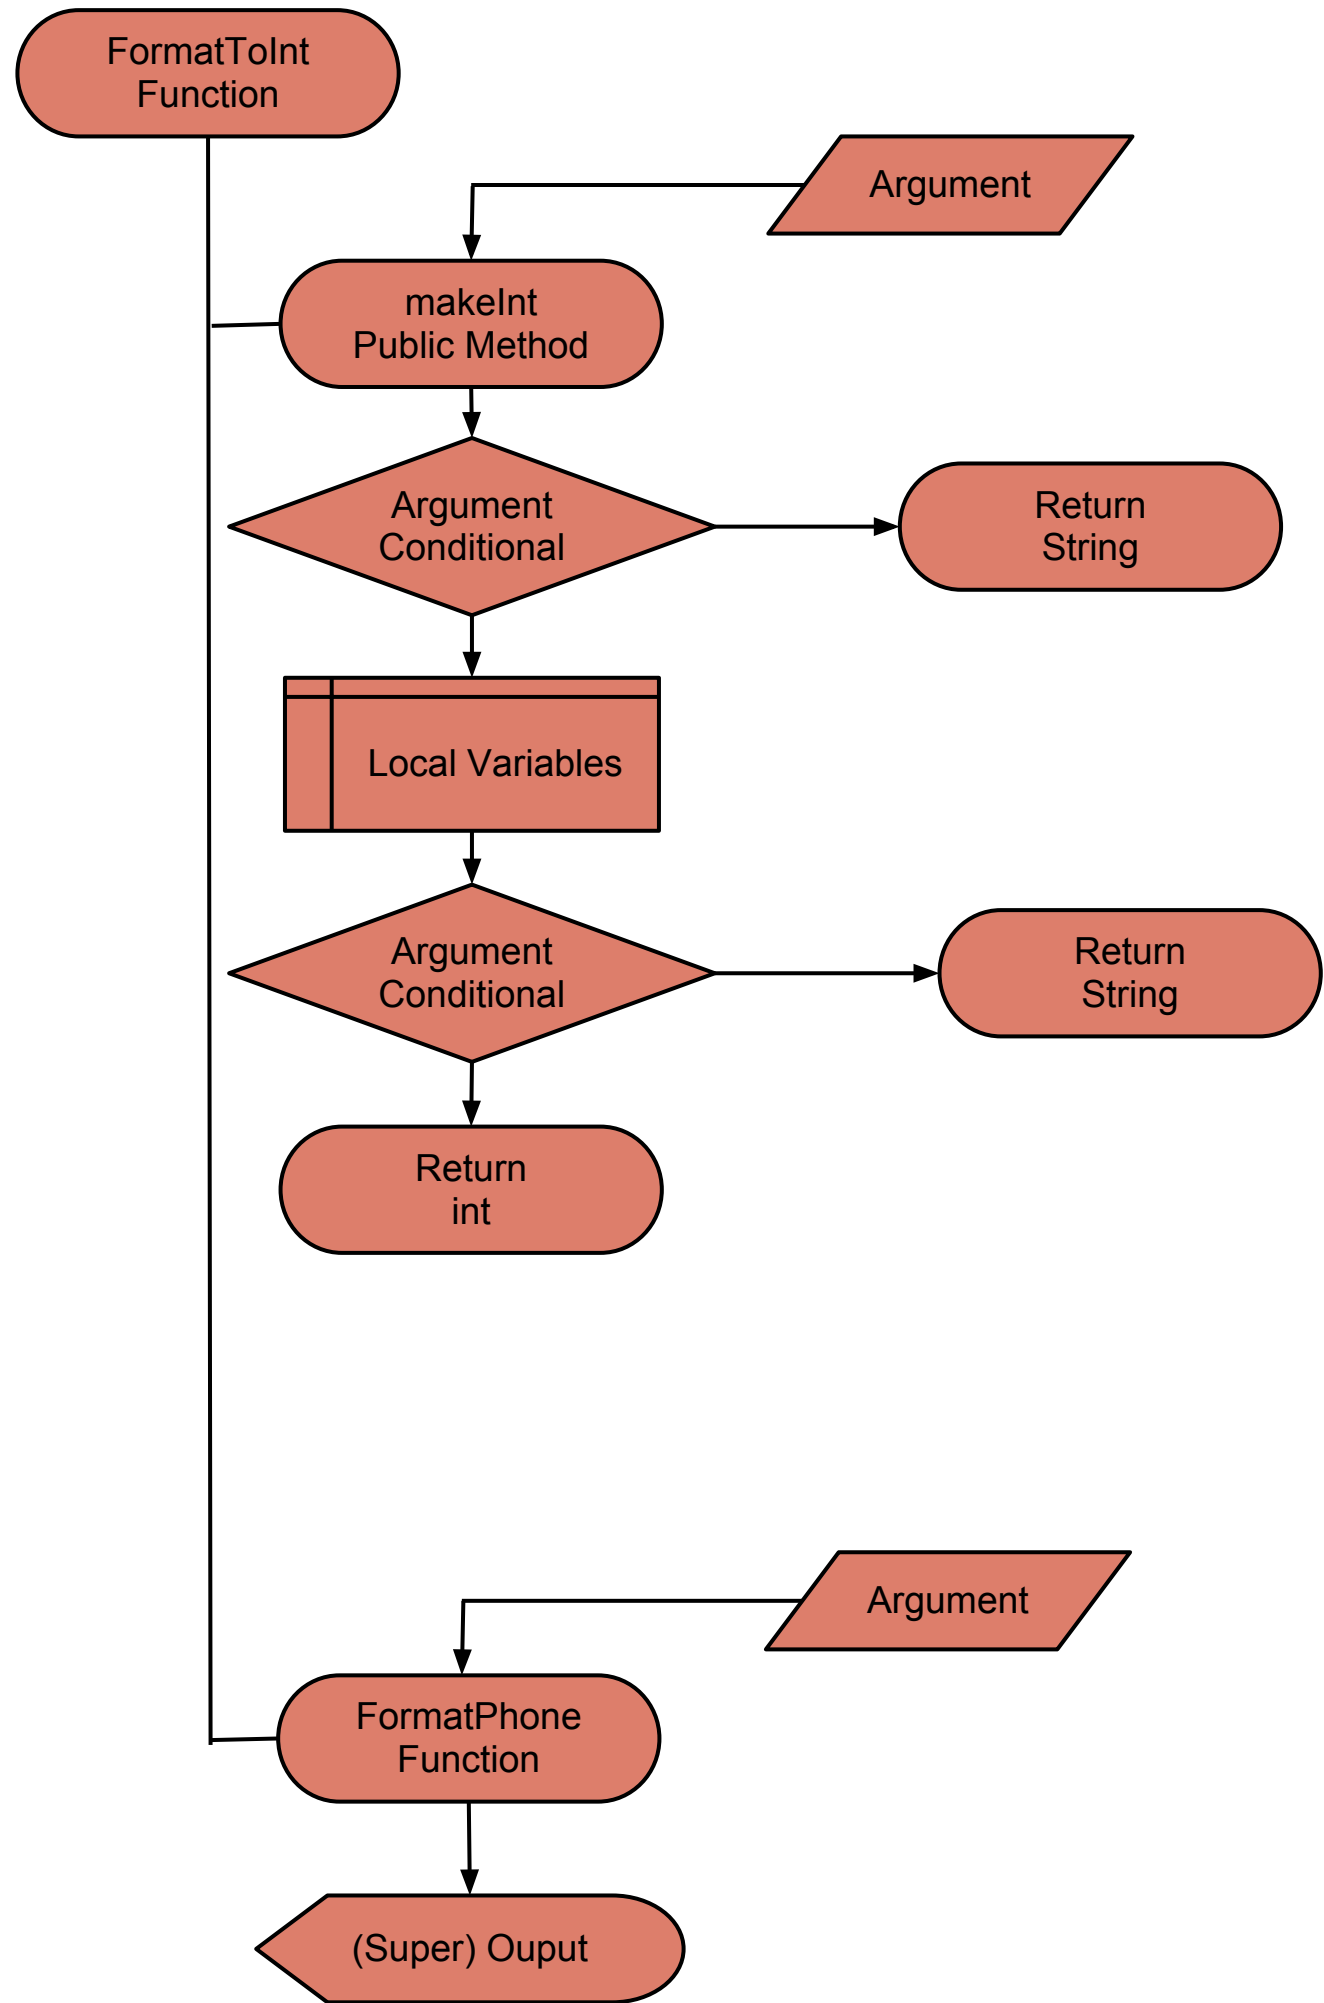 FormatToInt
Function
Argument
makeInt
Public Method
Argument
Conditional
Return
String
Local Variables
Argument
Conditional
Return
String
Return
int
Argument
FormatPhone
Function
(Super) Ouput